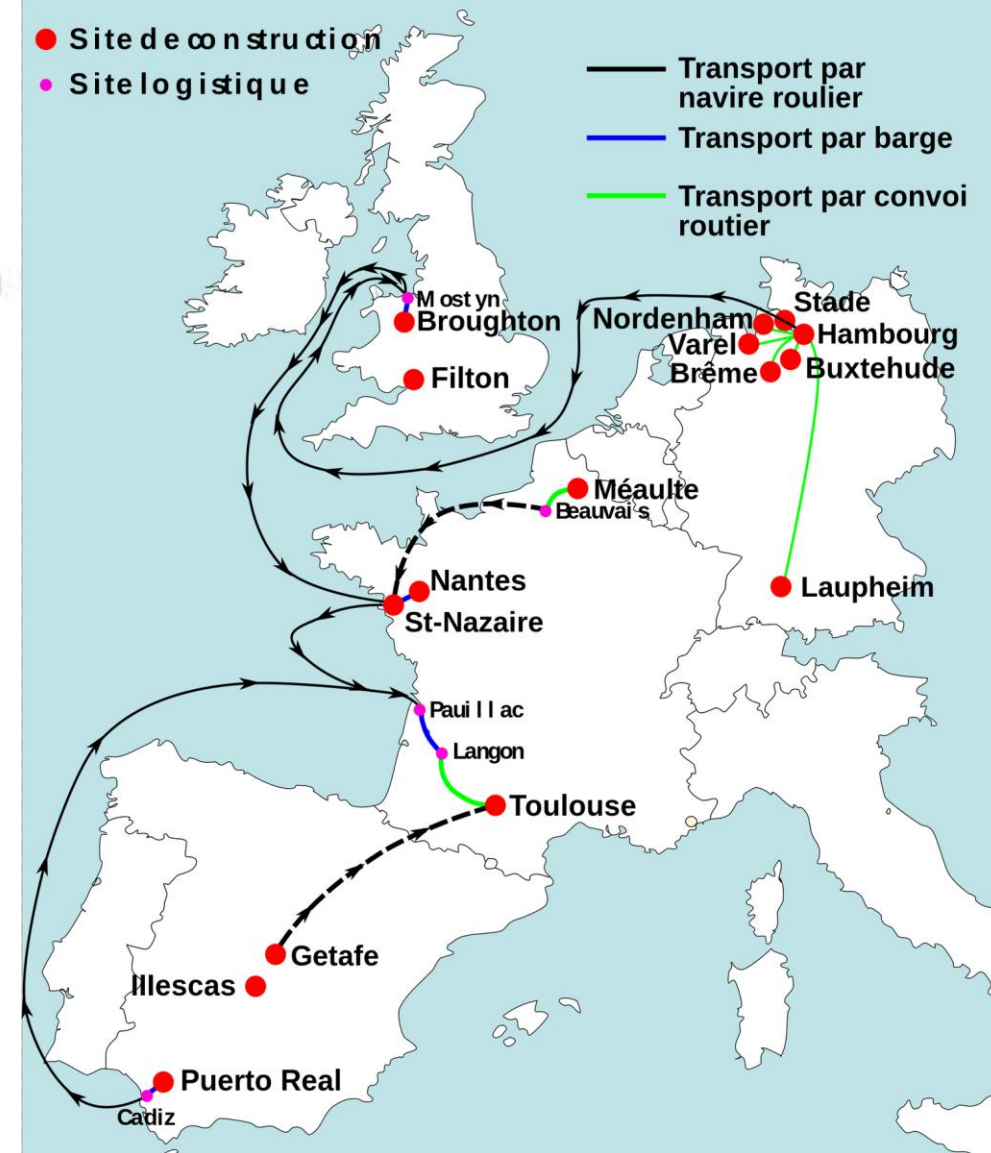 Site de construction
Site logistique
Transport par
navire roulier
Transport par barge
Transport par convoi
routier
Mostyn
Broughton
Filton
Stade
Nordenham
Hambourg
Varel
Buxtehude
Brême
Méaulte
Beauvais
Laupheim
Nantes
St-Nazaire
Pauillac
Langon
Toulouse
Getafe
Illescas
Puerto Real
Cadiz